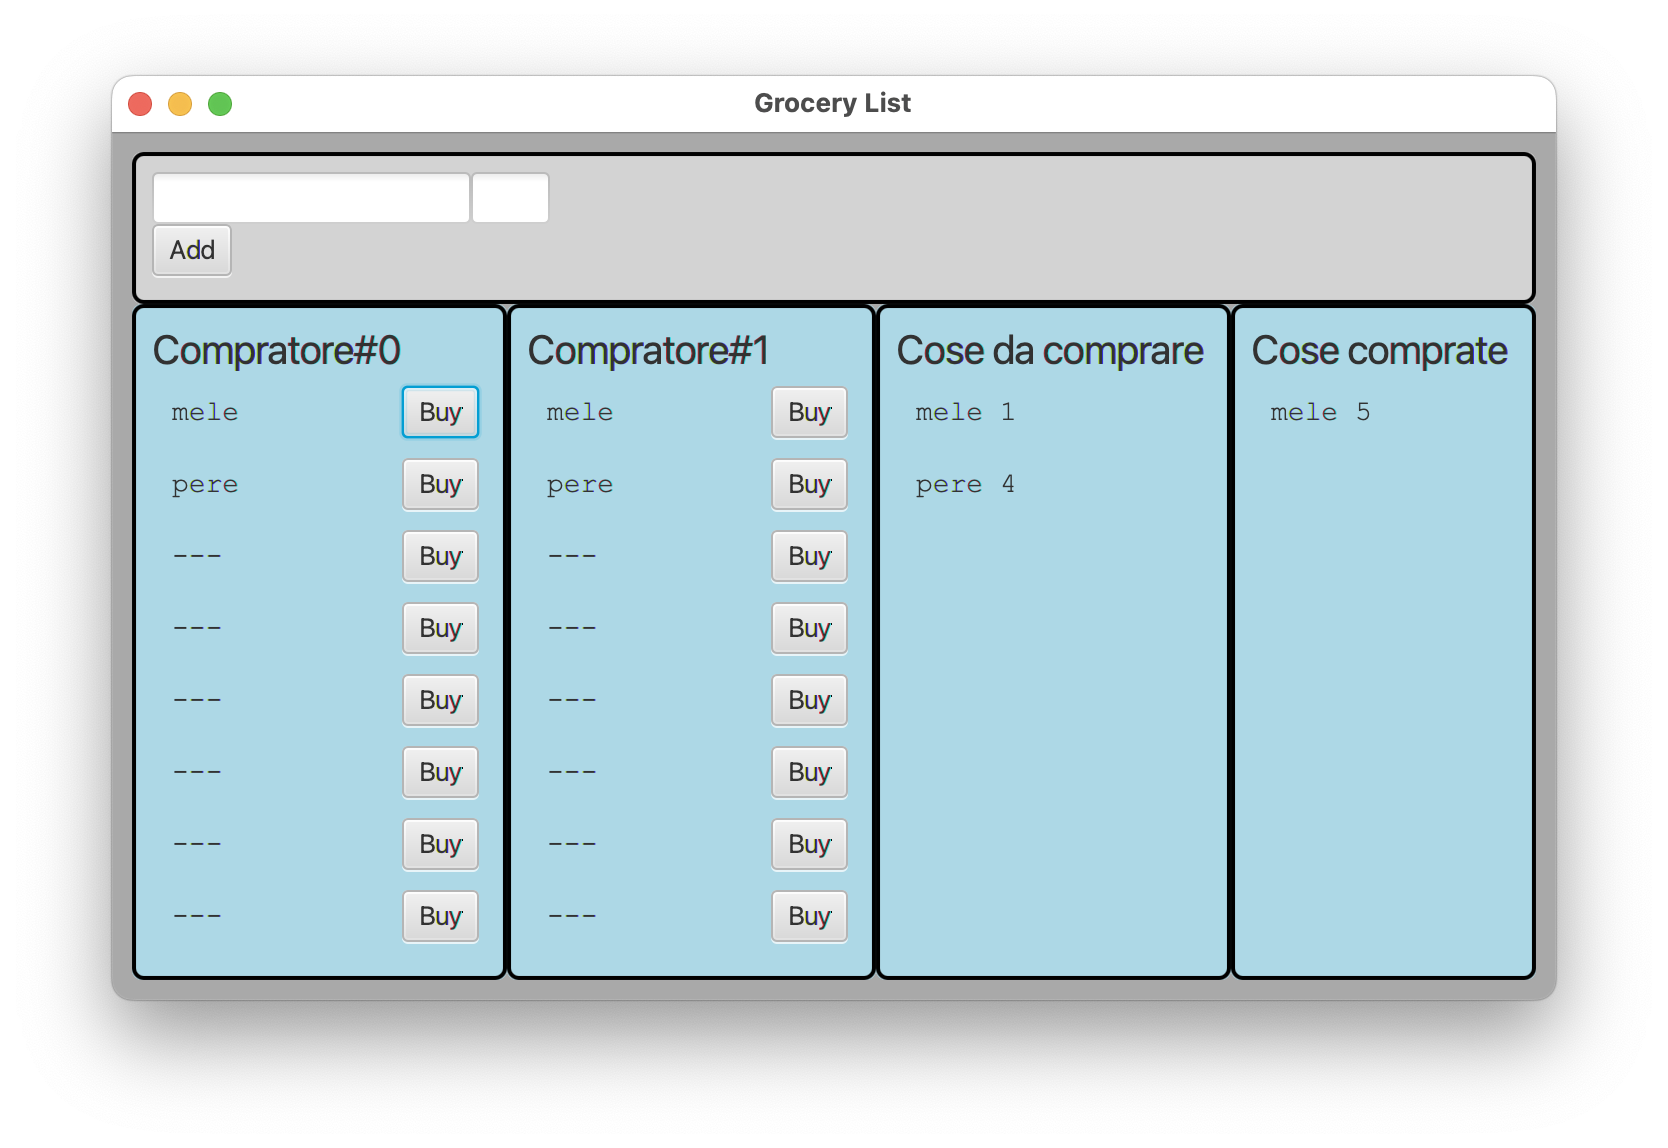 Grocery List
Add
Compratore#0
mele Buy
pere Buy
--- Buy
--- Buy
--- Buy
--- Buy
--- Buy
--- Buy
Compratore#1
mele Buy
pere Buy
--- Buy
--- Buy
--- Buy
--- Buy
--- Buy
--- Buy
Cose da comprare
mele 1
pere 4
Cose comprate
mele 5